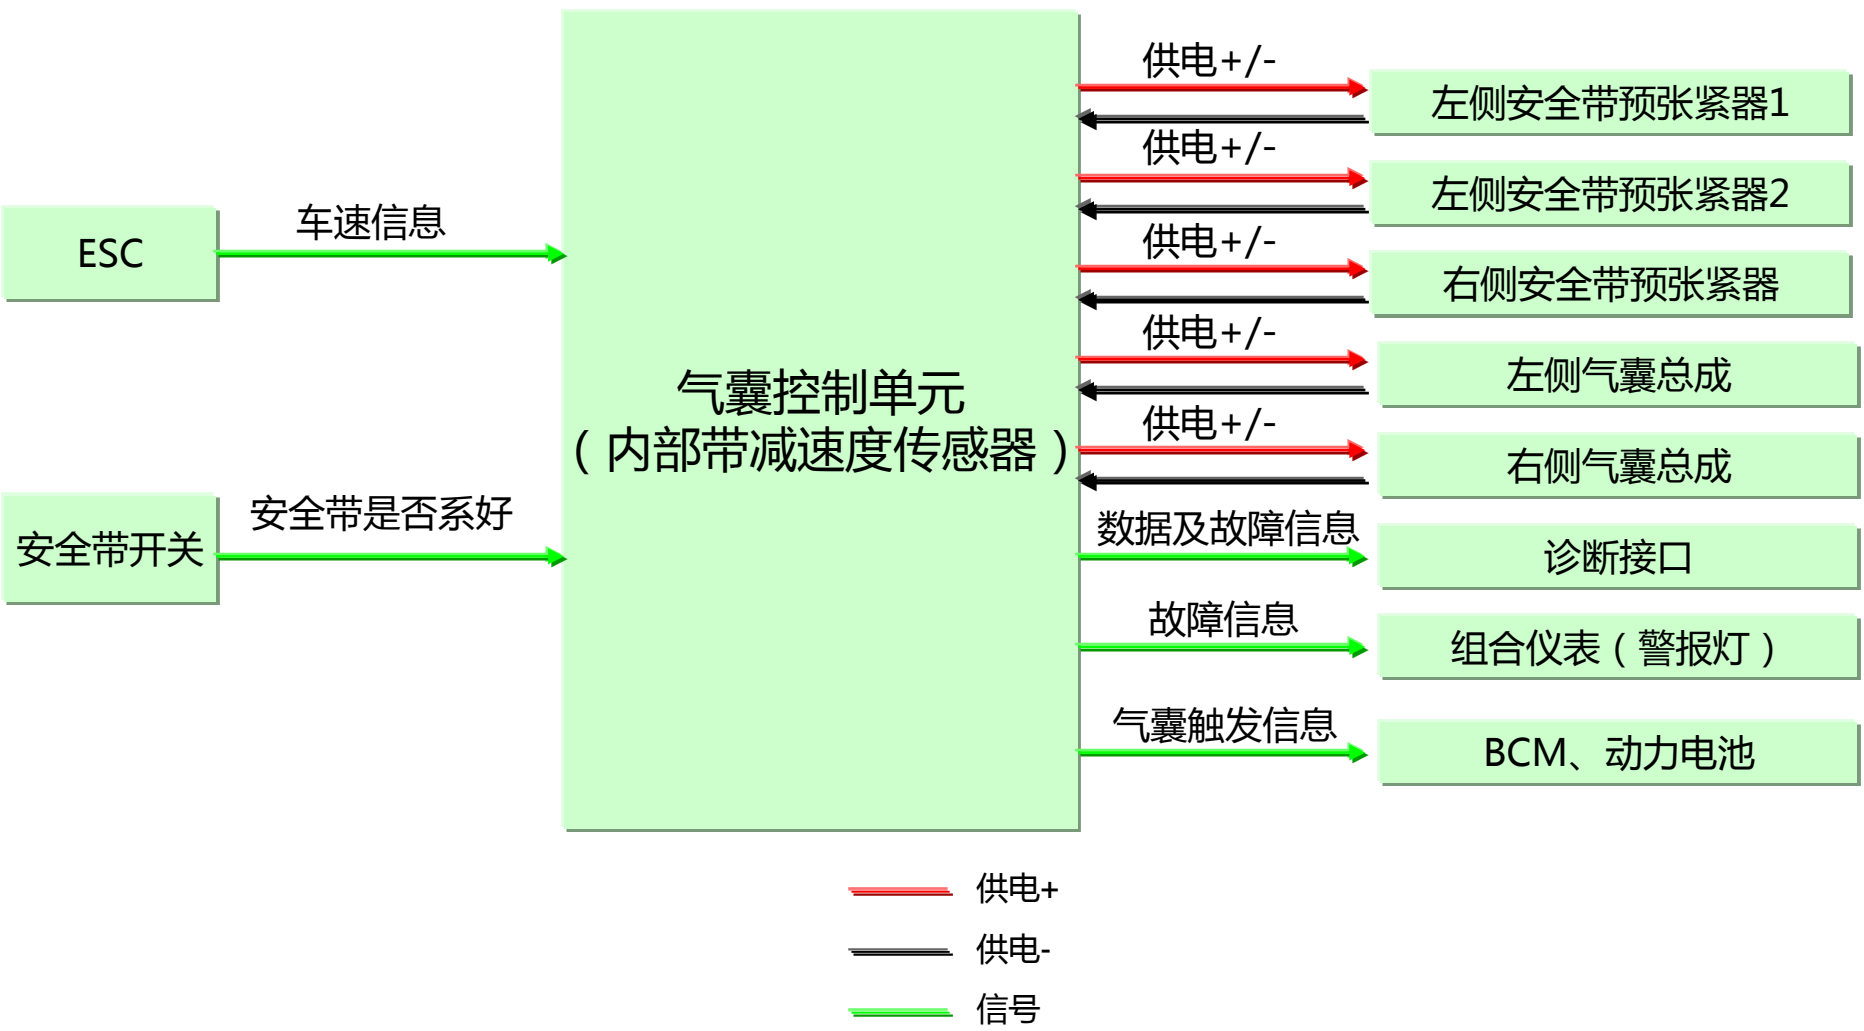 ESC
车速信息
安全带开关
安全带是否系好
气囊控制单元
（内部带减速度传感器）
供电+/-
左侧安全带预张紧器1
供电+/-
左侧安全带预张紧器2
供电+/-
右侧安全带预张紧器
供电+/-
左侧气囊总成
供电+/-
右侧气囊总成
数据及故障信息
诊断接口
故障信息
组合仪表（警报灯）
气囊触发信息
BCM、动力电池
供电+
供电-
信号